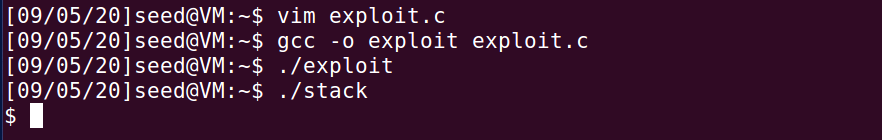 [09/05/20]seed@VM:~$ vim exploit.c
[09/05/20]seed@VM:~$ gcc -o exploit exploit.c
[09/05/20]seed@VM:~$ ./exploit
[09/05/20]seed@VM:~$ ./stack
$